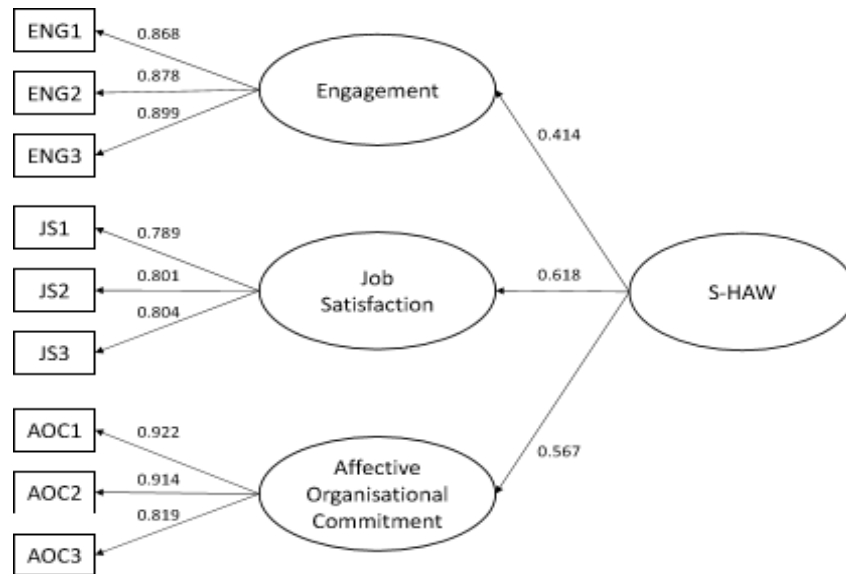 ENG1
0.868
ENG2
0.878
ENG3
0.899
Engagement
0.414
JS1
0.789
JS2
0.801
JS3
0.804
Job
Satisfaction
0.618
S-HAW
AOC1
0.922
AOC2
0.914
AOC3
0.819
Affective
Organisational
Commitment
0.567